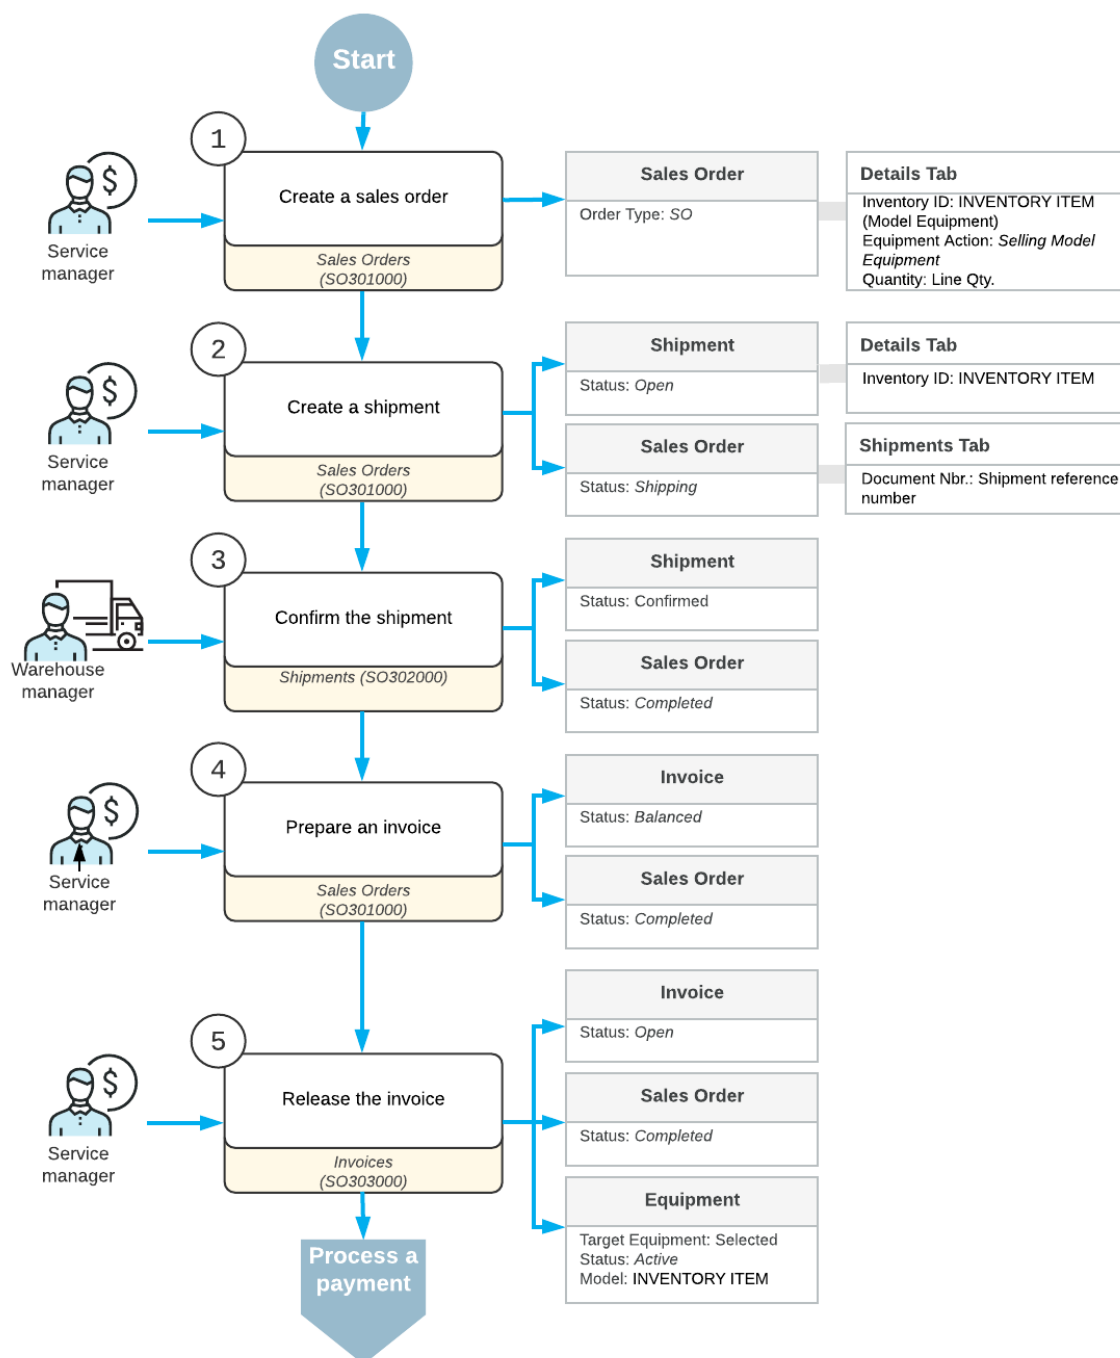 Start
1
Service
manager
Create a sales order
Sales Orders
(SO301000)
Sales Order
Order Type: SO
Details Tab
Inventory ID: INVENTORY ITEM
(Model Equipment)
Equipment Action: Selling Model
Equipment
Quantity: Line Qty.
2
Service
manager
Create a shipment
Sales Orders
(SO301000)
Shipment
Status: Open
Details Tab
Inventory ID: INVENTORY ITEM
Sales Order
Status: Shipping
Shipments Tab
Document Nbr.: Shipment reference
number
3
Warehouse
manager
Confirm the shipment
Shipments (SO302000)
Shipment
Status: Confirmed
Sales Order
Status: Completed
4
Service
manager
Prepare an invoice
Sales Orders
(SO301000)
Invoice
Status: Balanced
Sales Order
Status: Completed
5
Service
manager
Release the invoice
Invoices
(SO303000)
Invoice
Status: Open
Sales Order
Status: Completed
Equipment
Target Equipment: Selected
Status: Active
Model: INVENTORY ITEM
Process a
payment